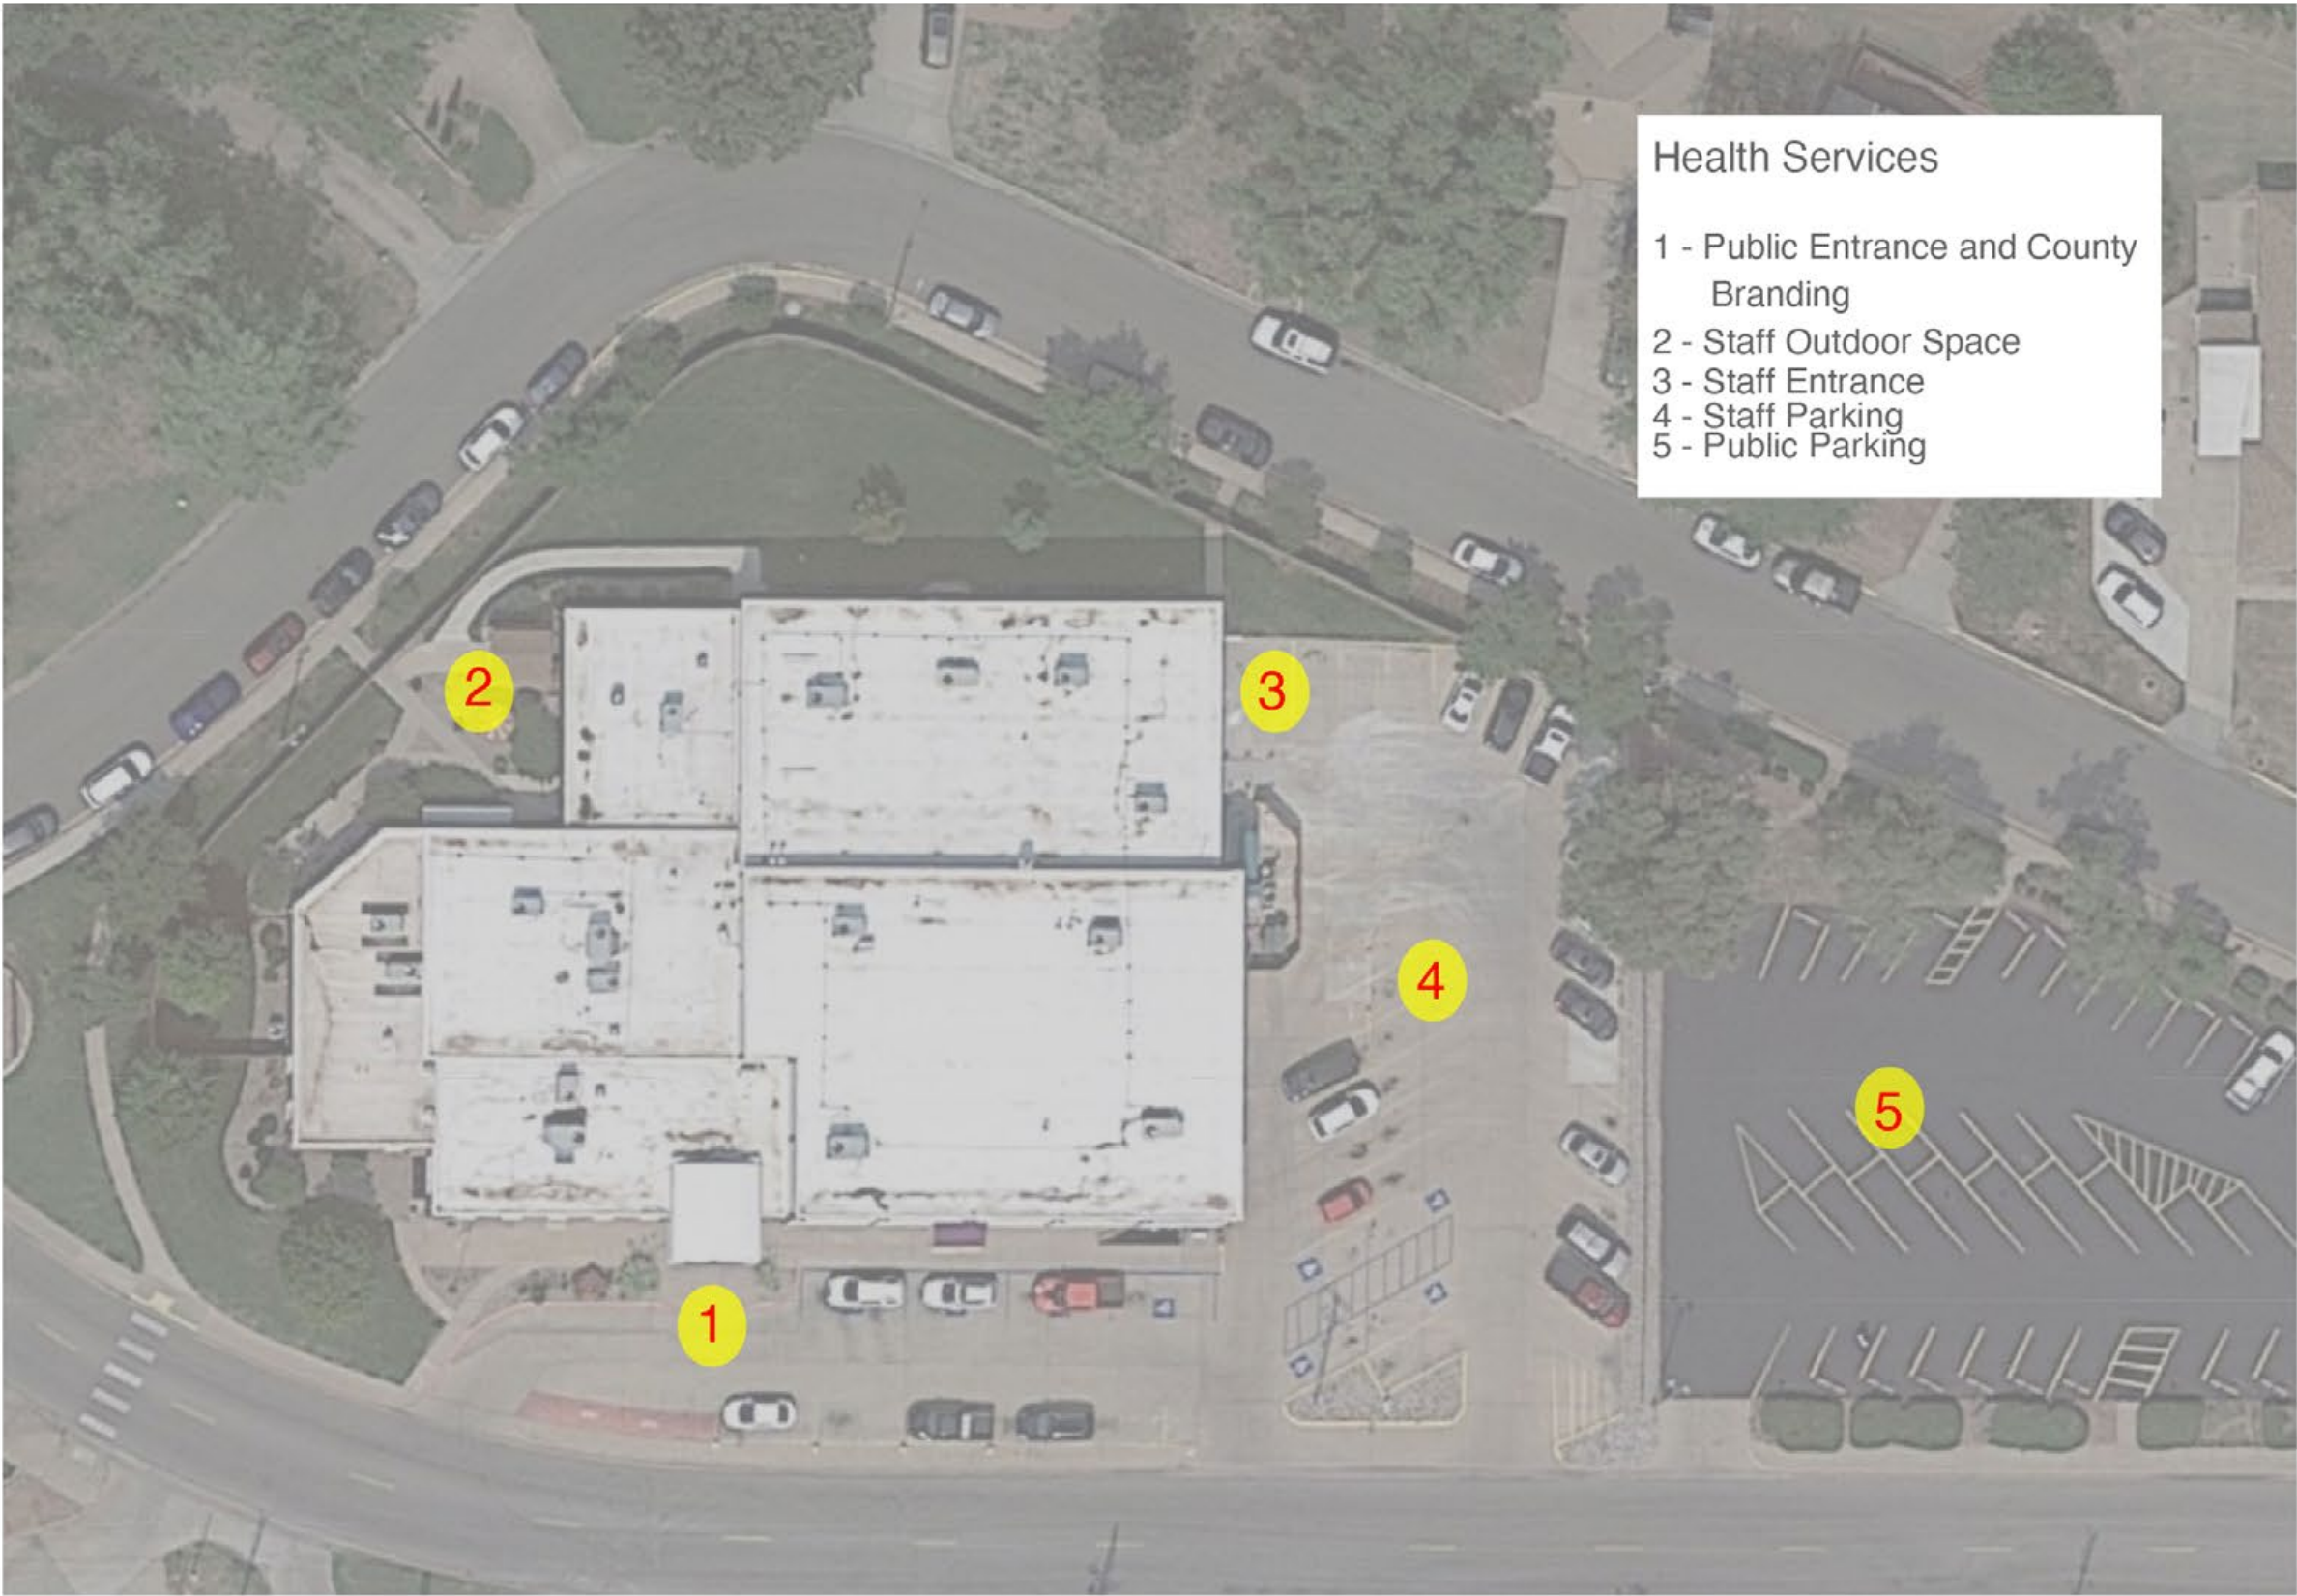 Health Services
1 - Public Entrance and County
Branding
2 - Staff Outdoor Space
3 - Staff Entrance
4 - Staff Parking
5 - Public Parking
2
3
4
5
1